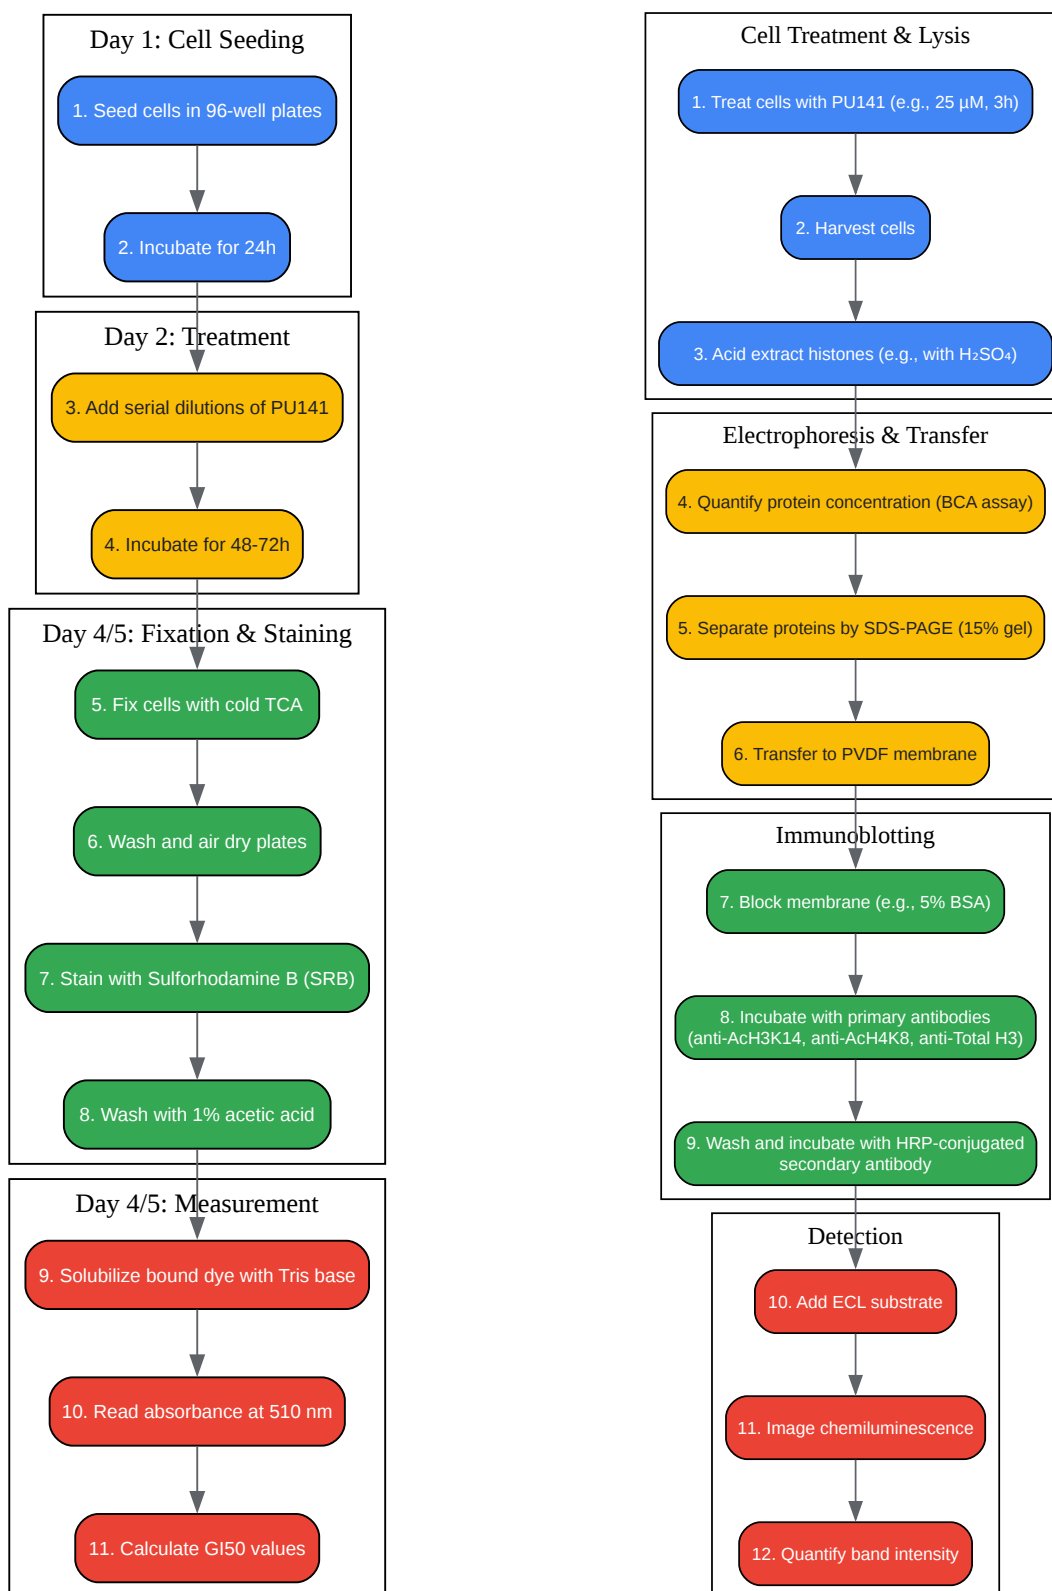 Day 1: Cell Seeding
1. Seed cells in 96-well plates
2. Incubate for 24h
Day 2: Treatment
3. Add serial dilutions of PU141
4. Incubate for 48-72h
Day 4/5: Fixation & Staining
5. Fix cells with cold TCA
6. Wash and air dry plates
7. Stain with Sulforhodamine B (SRB)
8. Wash with 1% acetic acid
Day 4/5: Measurement
9. Solubilize bound dye with Tris base
10. Read absorbance at 510 nm
11. Calculate GI50 values
Cell Treatment & Lysis
1. Treat cells with PU141 (e.g., 25 µM, 3h)
2. Harvest cells
3. Acid extract histones (e.g., with H₂SO₄)
Electrophoresis & Transfer
4. Quantify protein concentration (BCA assay)
5. Separate proteins by SDS-PAGE (15% gel)
6. Transfer to PVDF membrane
Immunoblotting
7. Block membrane (e.g., 5% BSA)
8. Incubate with primary antibodies
(anti-AcH3K14, anti-AcH4K8, anti-Total H3)
9. Wash and incubate with HRP-conjugated
secondary antibody
Detection
10. Add ECL substrate
11. Image chemiluminescence
12. Quantify band intensity